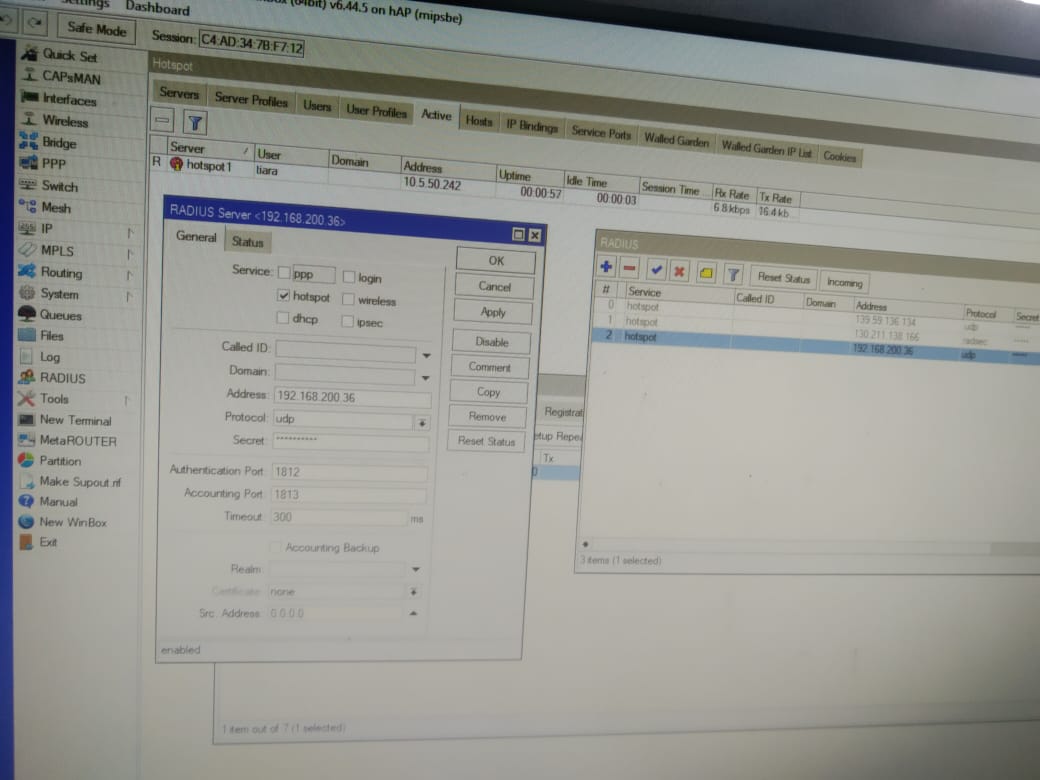 (64bit) v6.44.5 on hAP (mipsbe)
Settings Dashboard
Safe Mode Session: C4:AD:34:7B:F7:12
Quick Set
CAPsMAN
Interfaces
Wireless
Bridge
PPP
Switch
Mesh
IP
MPLS
Routing
System
Queues
Files
Log
RADIUS
Tools
New Terminal
MetaROUTER
Partition
Make Supout.rif
Manual
New WinBox
Exit
Hotspot
Servers Server Profiles Users User Profiles Active Hosts IP Bindings Service Ports Walled Garden Walled Garden IP List Cookies
Server User Domain Address Uptime Idle Time Session Time Rx Rate Tx Rate
R hotspot1 tiara 10.5.50.242 00:00:57 00:00:03 6.8 kbps 16.4 kb...
RADIUS Server <192.168.200.36>
General Status
Service: ppp login
hotspot wireless
dhcp ipsec
Called ID:
Domain:
Address: 192.168.200.36
Protocol: udp
Secret: **********
Authentication Port: 1812
Accounting Port: 1813
Timeout: 300 ms
Accounting Backup
Realm:
Certificate: none
Src. Address: 0.0.0.0
enabled
OK
Cancel
Apply
Disable
Comment
Copy
Remove
Reset Status
RADIUS
Reset Status Incoming
# Service Called ID Domain Address Protocol Secret
0 hotspot 139.59.136.134 udp *****
1 hotspot 130.211.138.166 radsec *****
2 hotspot 192.168.200.36 udp *****
3 items (1 selected)
Registrati
etup Repea
Tx
1 item out of 7 (1 selected)